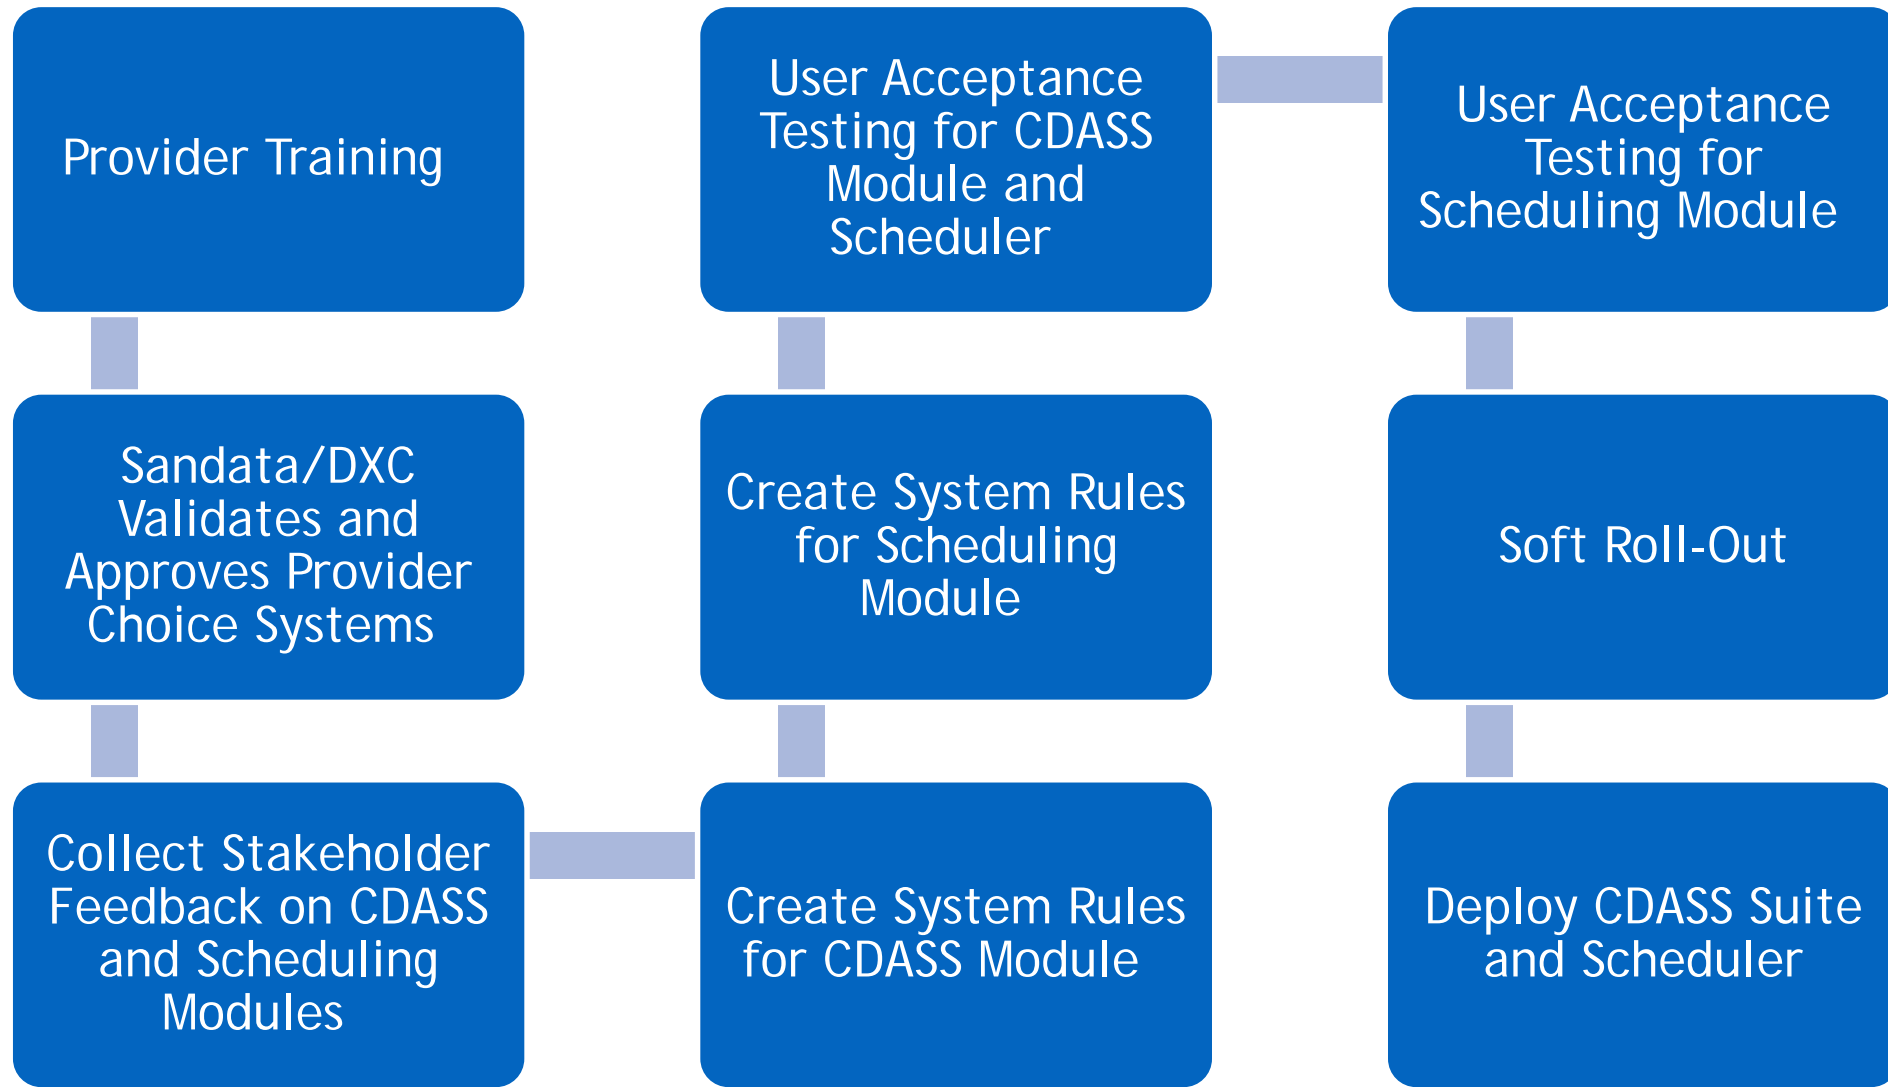 Provider Training
Sandata/DXC
Validates and
Approves Provider
Choice Systems
Collect Stakeholder
Feedback on CDASS
and Scheduling
Modules
Create System Rules
for CDASS Module
Create System Rules
for Scheduling
Module
User Acceptance
Testing for CDASS
Module and
Scheduler
User Acceptance
Testing for
Scheduling Module
Soft Roll-Out
Deploy CDASS Suite
and Scheduler